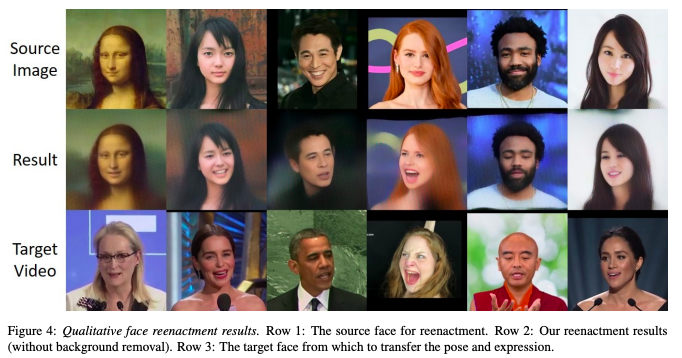 Source
Image
Result
Target
Video
Figure 4: Qualitative face reenactment results. Row 1: The source face for reenactment. Row 2: Our reenactment results
(without background removal). Row 3: The target face from which to transfer the pose and expression.